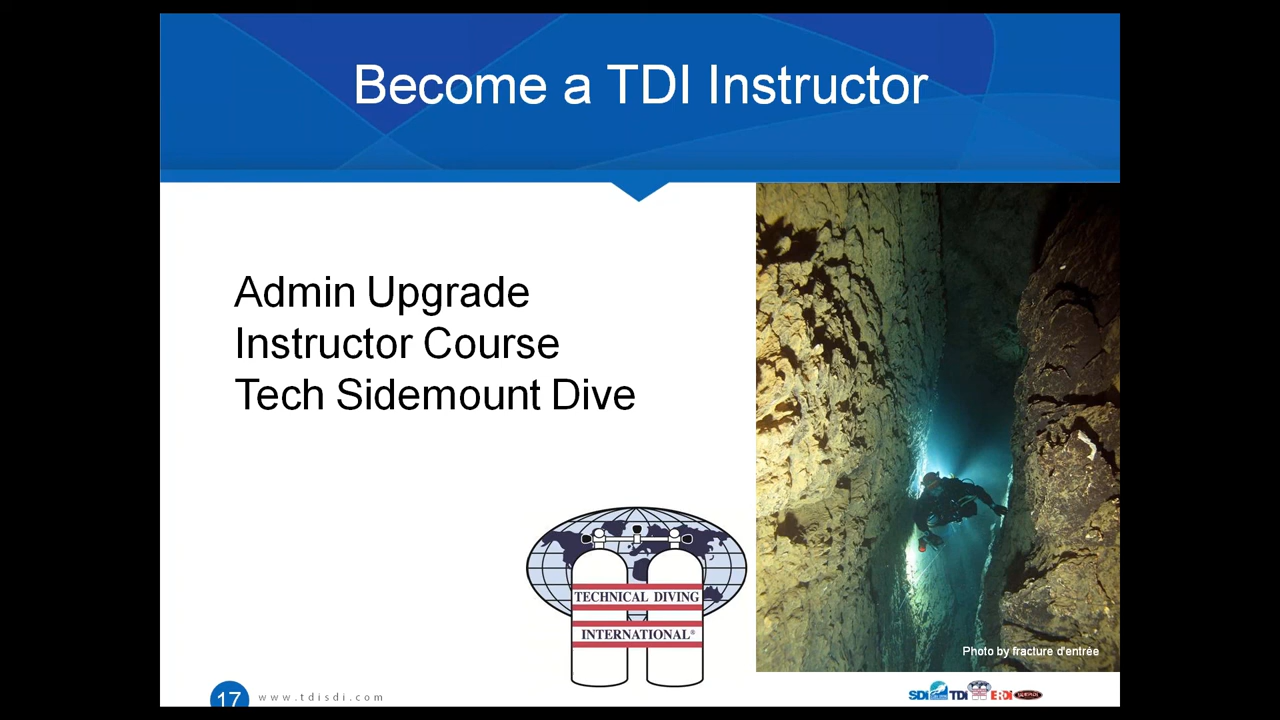 Become a TDI Instructor
Admin Upgrade
Instructor Course
Tech Sidemount Dive
TECHNICAL DIVING
INTERNATIONAL®
Photo by fracture d'entrée
17
www.tdisdi.com
SDI TDI ERDi